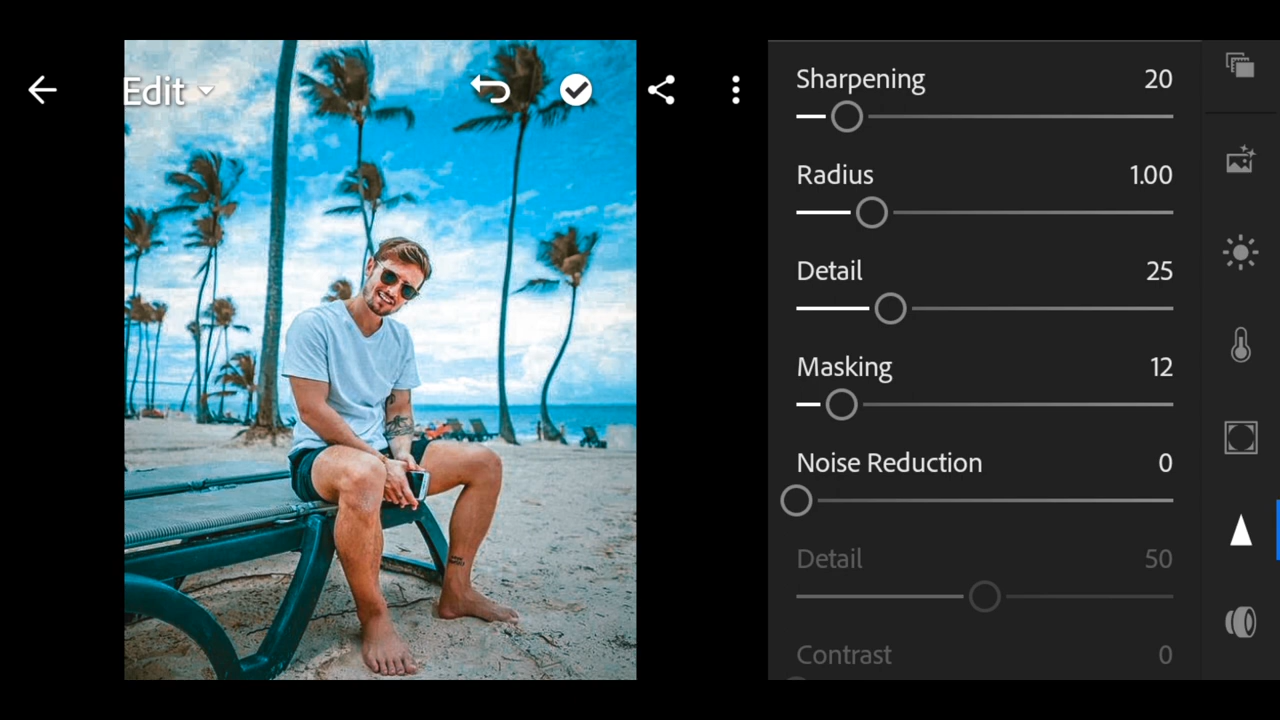 Edit
Sharpening 20
Radius 1.00
Detail 25
Masking 12
Noise Reduction 0
Detail 50
Contrast 0